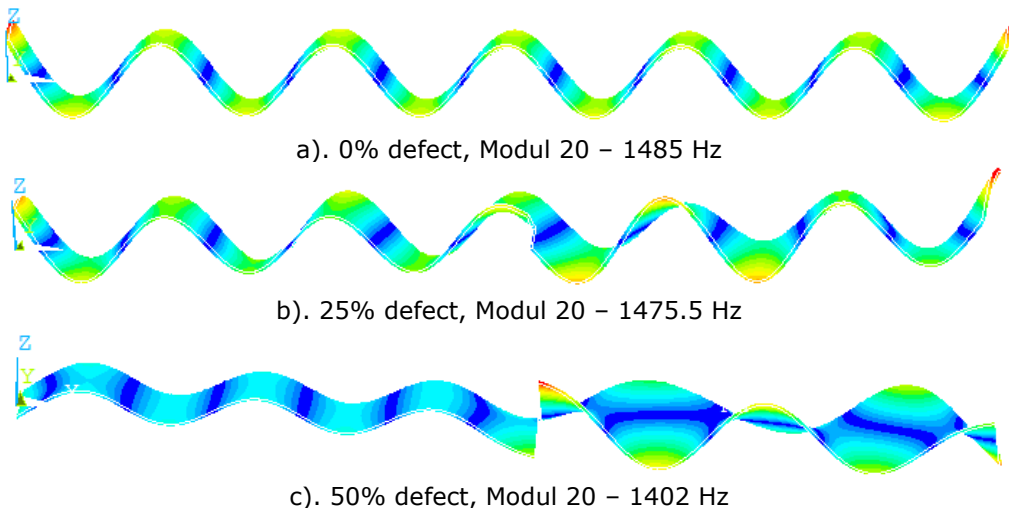 Z
Y
a). 0% defect, Modul 20 – 1485 Hz
Z
b). 25% defect, Modul 20 – 1475.5 Hz
Z
Y
X
c). 50% defect, Modul 20 – 1402 Hz